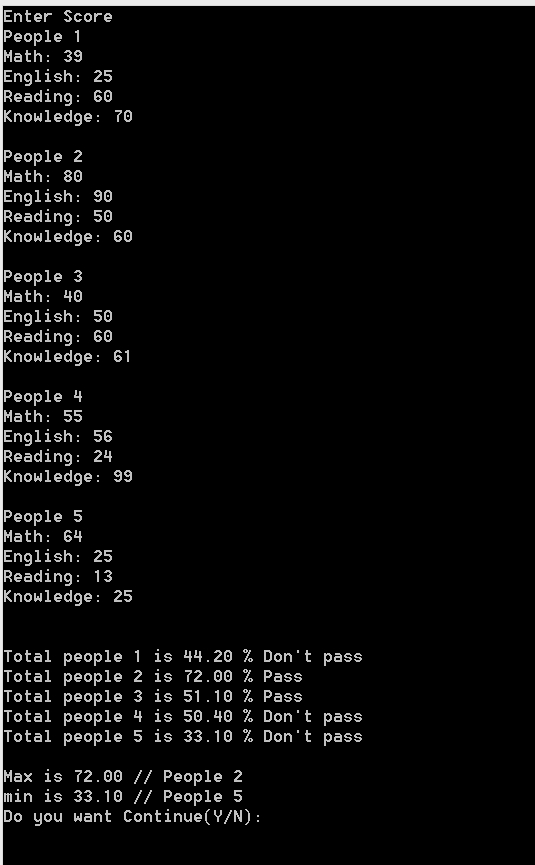 Enter Score
People 1
Math: 39
English: 25
Reading: 60
Knowledge: 70
People 2
Math: 80
English: 90
Reading: 50
Knowledge: 60
People 3
Math: 40
English: 50
Reading: 60
Knowledge: 61
People 4
Math: 55
English: 56
Reading: 24
Knowledge: 99
People 5
Math: 64
English: 25
Reading: 13
Knowledge: 25
Total people 1 is 44.20 % Don't pass
Total people 2 is 72.00 % Pass
Total people 3 is 51.10 % Pass
Total people 4 is 50.40 % Don't pass
Total people 5 is 33.10 % Don't pass
Max is 72.00 // People 2
min is 33.10 // People 5
Do you want Continue(Y/N):